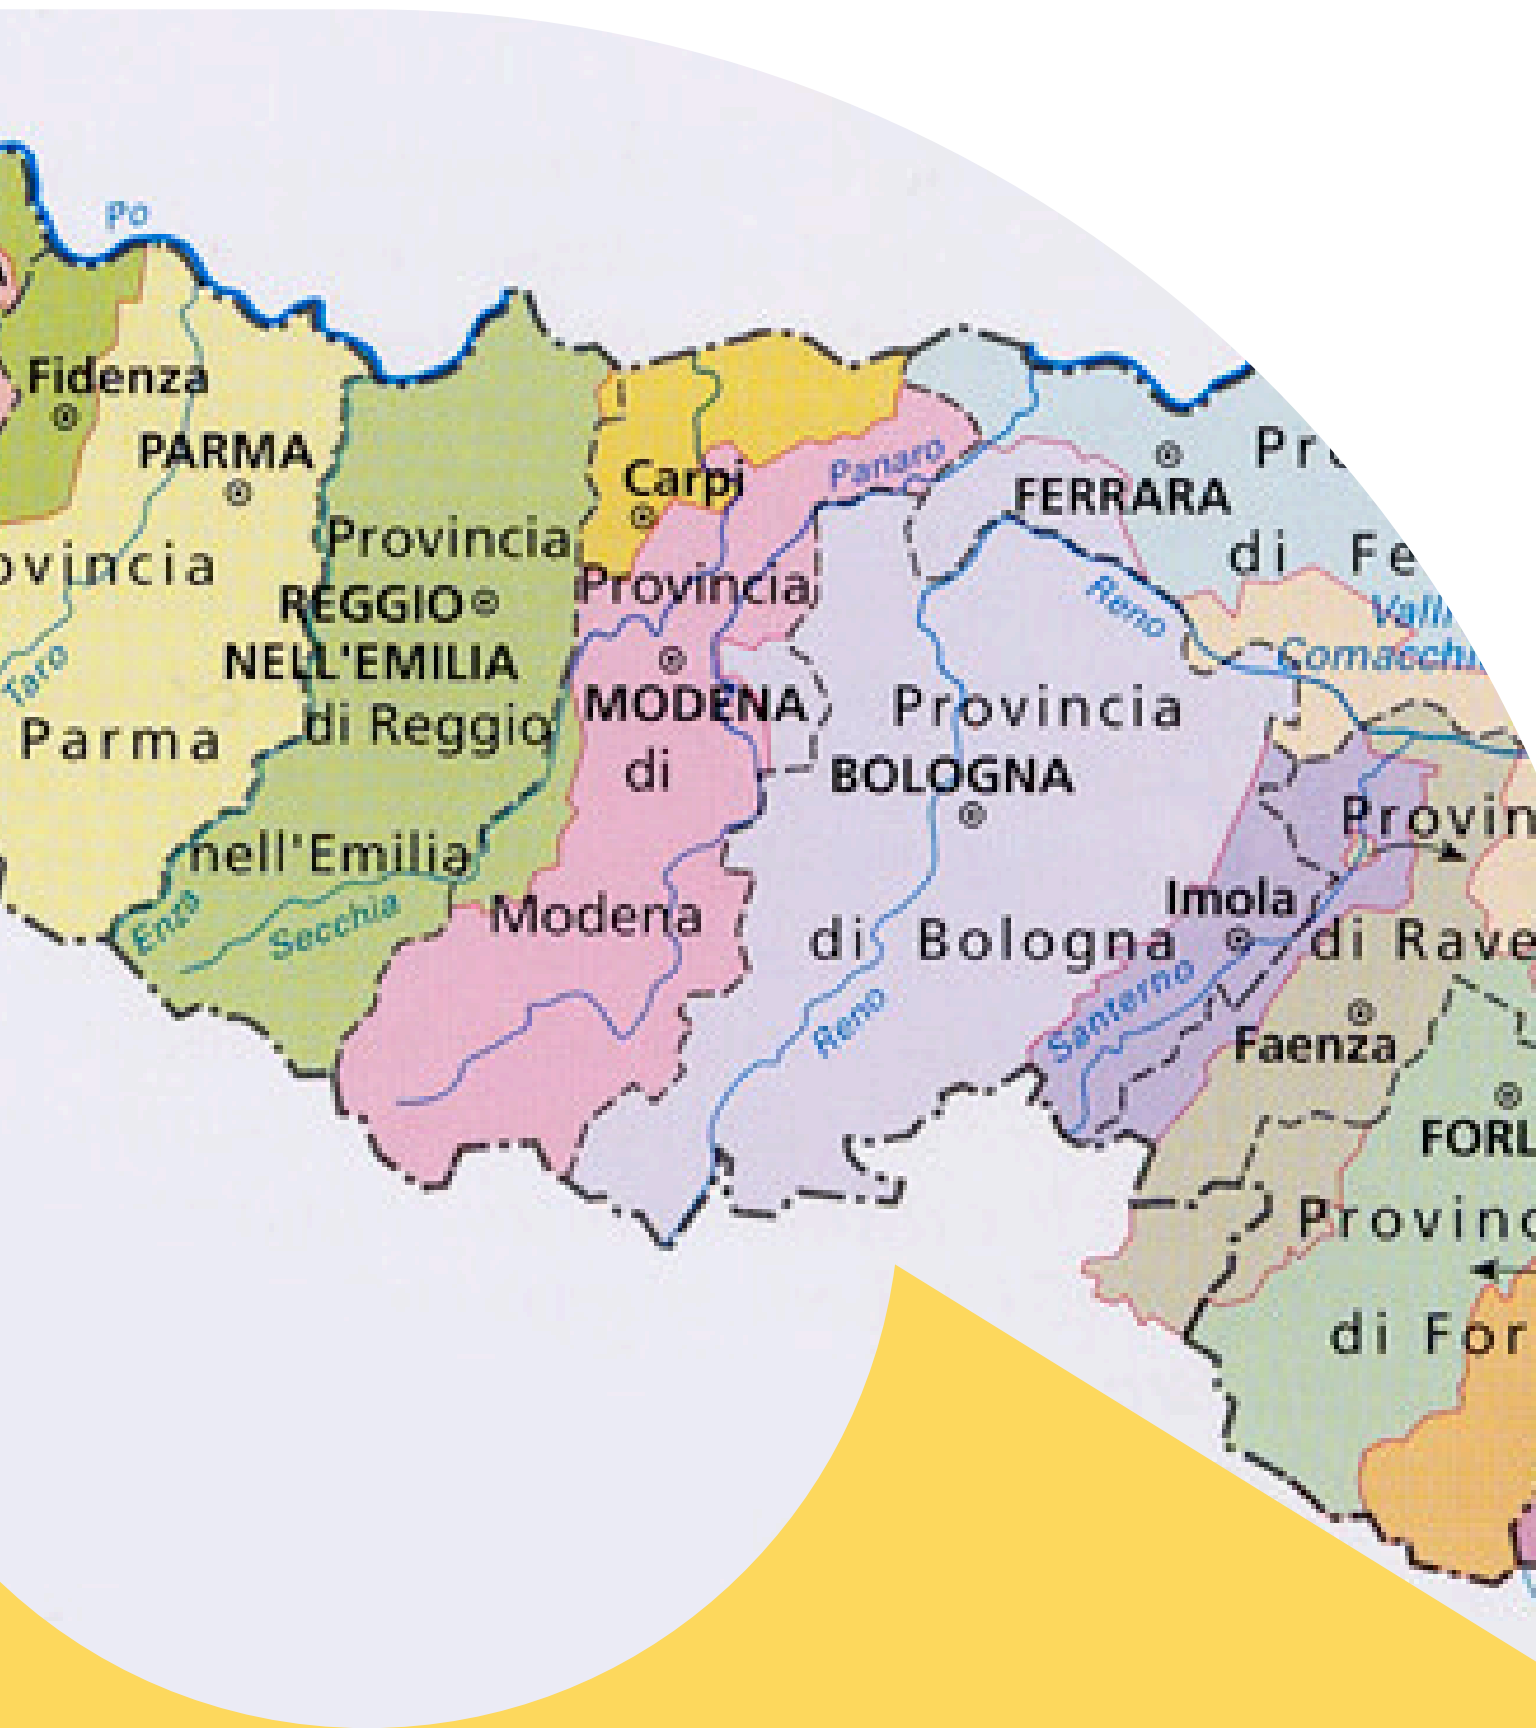 Po
Fidenza
PARMA
Provincia
REGGIO
NELL'EMILIA
di Reggio
nell'Emilia
Enza
Secchia
Taro
Parma
Carpi
Panaro
Provincia
MODENA
di
Modena
FERRARA
di Fe
Reno
Valli
Comacchi
Provincia
BOLOGNA
di Bologna
Reno
Imola
Santerno
Provin
di Rave
Faenza
FORL
Provinc
di For